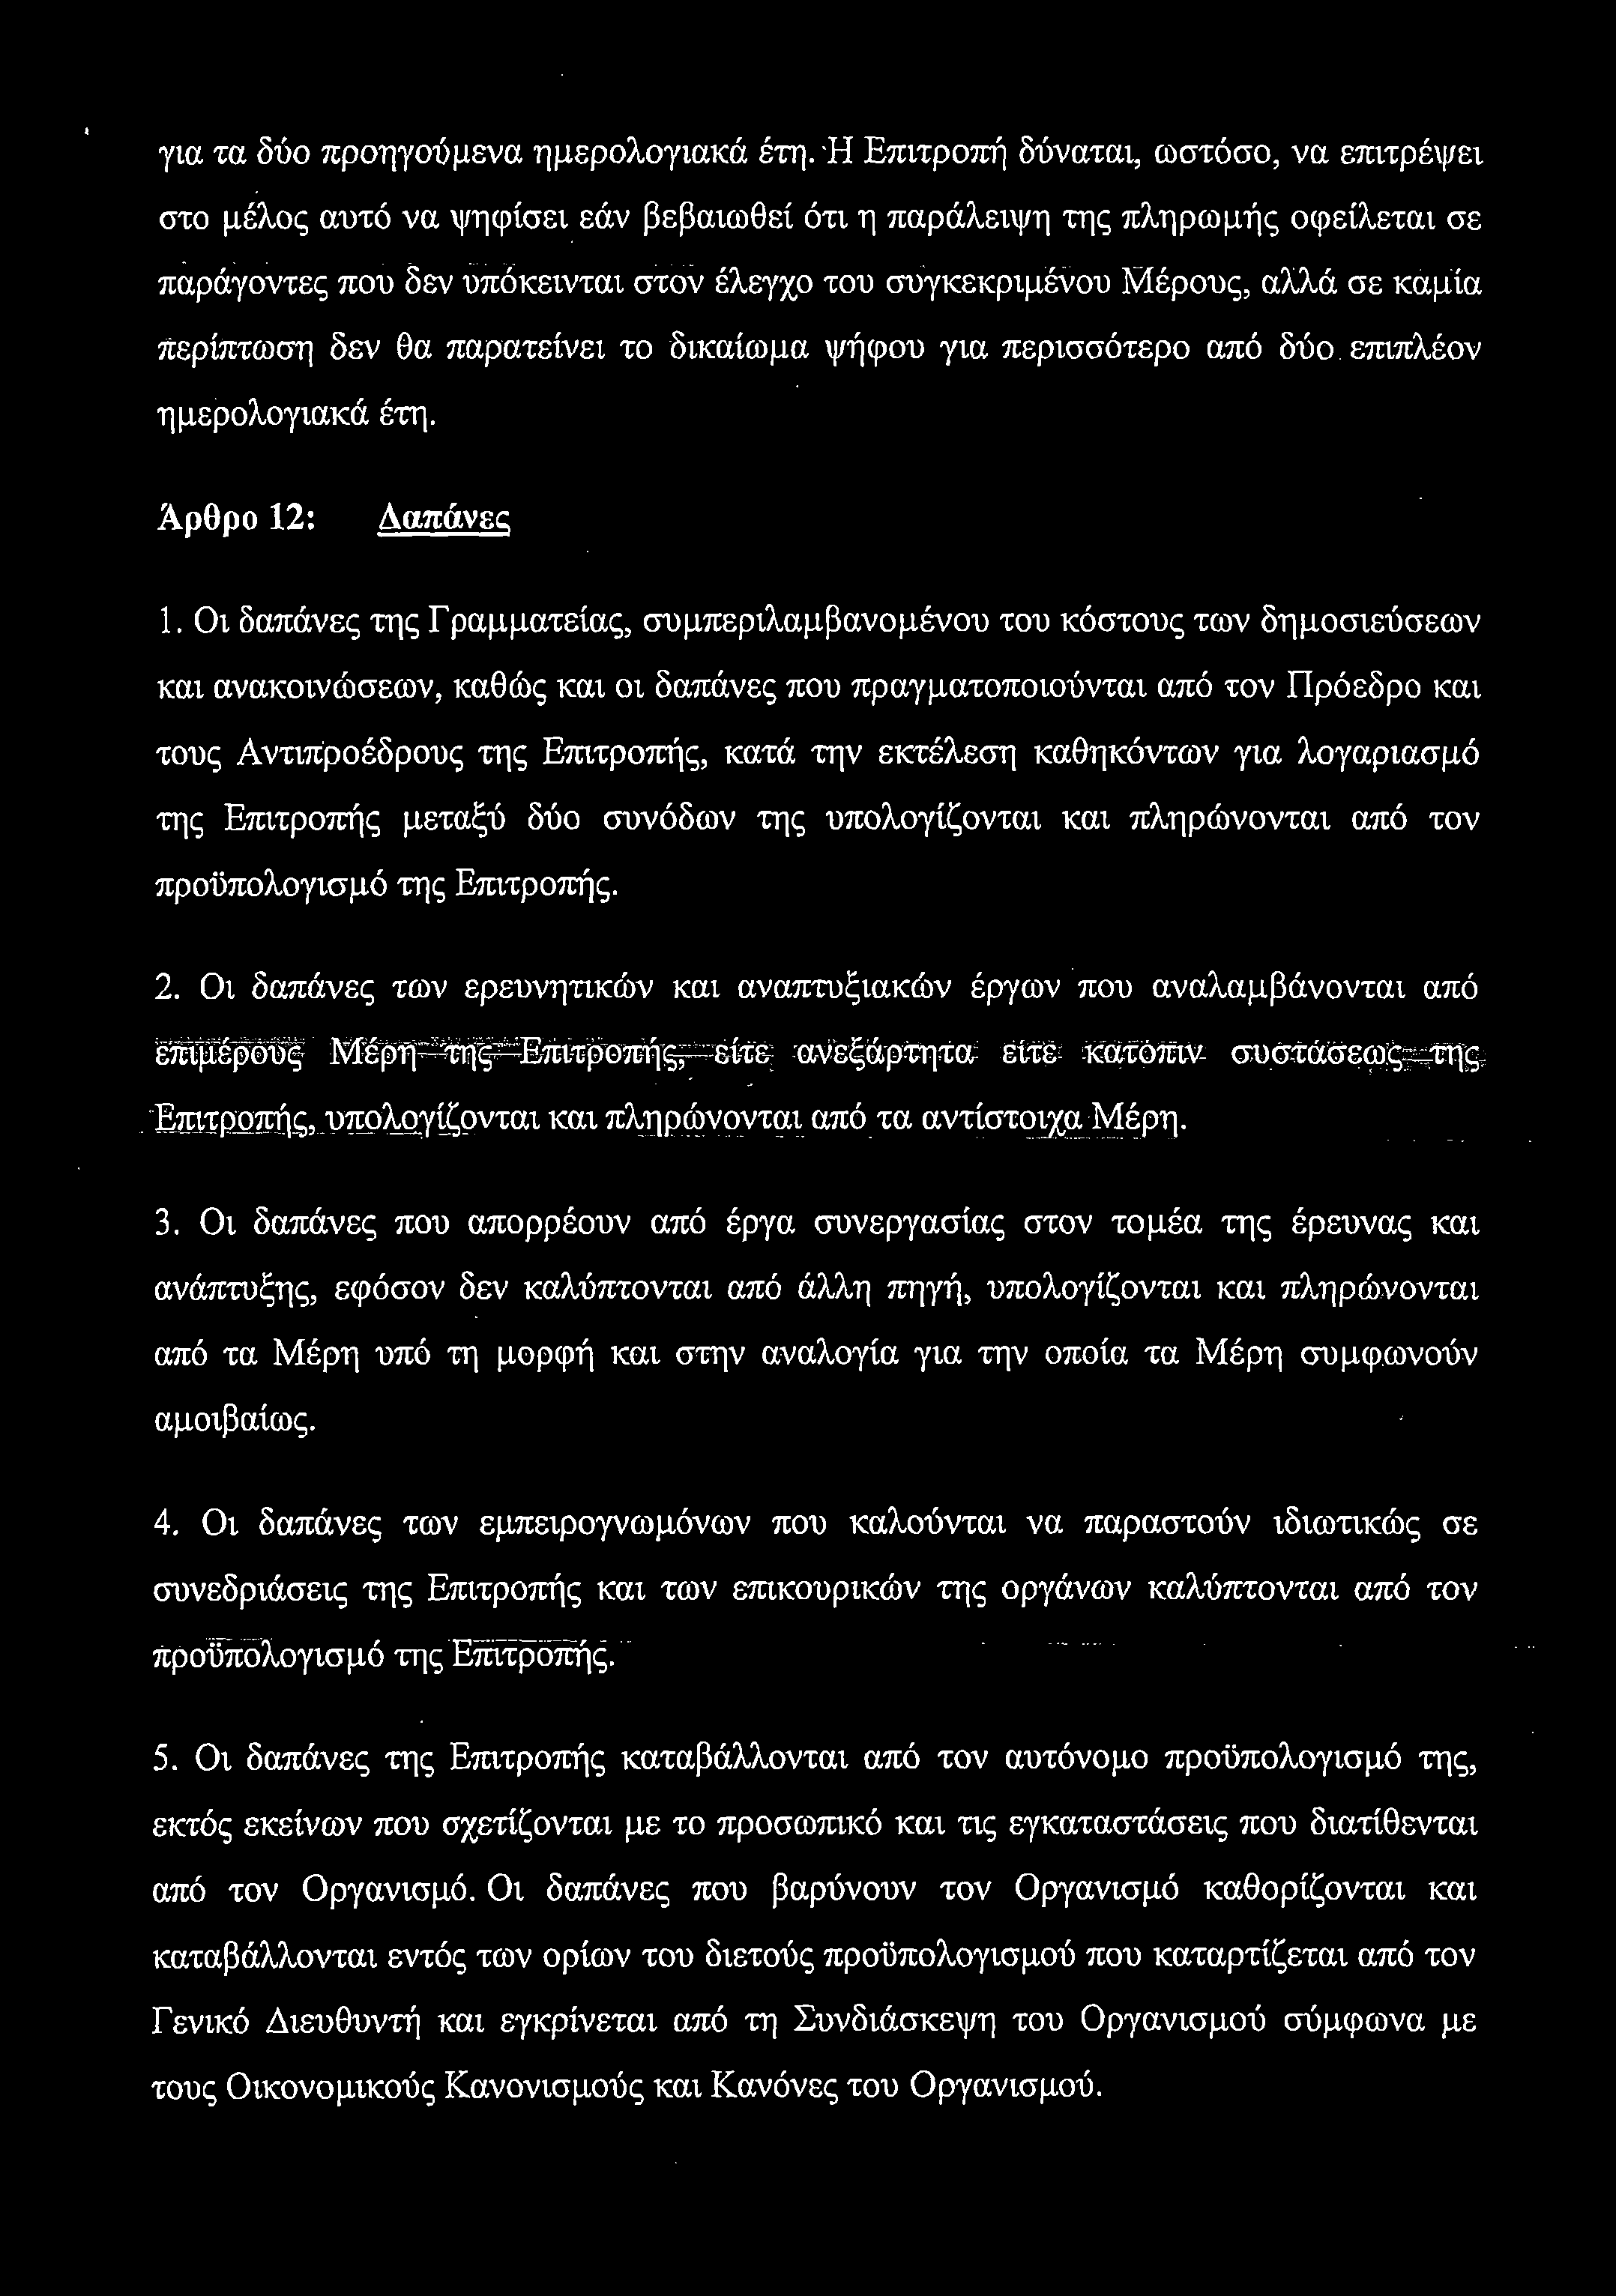 για τα δύο προηγούμενα ημερολογιακά έτη. Η Επιτροπή δύναται, ωστόσο, να επιτρέψει
στο μέλος αυτό να ψηφίσει εάν βεβαιωθεί ότι η παράλειψη της πληρωμής οφείλεται σε
παράγοντες που δεν υπόκεινται στον έλεγχο του συγκεκριμένου Μέρους, αλλά σε καμία
περίπτωση δεν θα παρατείνει το δικαίωμα ψήφου για περισσότερο από δύο επιπλέον
ημερολογιακά έτη.
Άρθρο 12: Δαπάνες
1. Οι δαπάνες της Γραμματείας, συμπεριλαμβανομένου του κόστους των δημοσιεύσεων
και ανακοινώσεων, καθώς και οι δαπάνες που πραγματοποιούνται από τον Πρόεδρο και
τους Αντιπροέδρους της Επιτροπής, κατά την εκτέλεση καθηκόντων για λογαριασμό
της Επιτροπής μεταξύ δύο συνόδων της υπολογίζονται και πληρώνονται από τον
προϋπολογισμό της Επιτροπής.
2. Οι δαπάνες των ερευνητικών και αναπτυξιακών έργων που αναλαμβάνονται από
επιμέρους Μέρη της Επιτροπής, είτε ανεξάρτητα είτε κατόπιν συστάσεως της
Επιτροπής, υπολογίζονται και πληρώνονται από τα αντίστοιχα Μέρη.
3. Οι δαπάνες που απορρέουν από έργα συνεργασίας στον τομέα της έρευνας και
ανάπτυξης, εφόσον δεν καλύπτονται από άλλη πηγή, υπολογίζονται και πληρώνονται
από τα Μέρη υπό τη μορφή και στην αναλογία για την οποία τα Μέρη συμφωνούν
αμοιβαίως.
4. Οι δαπάνες των εμπειρογνωμόνων που καλούνται να παραστούν ιδιωτικώς σε
συνεδριάσεις της Επιτροπής και των επικουρικών της οργάνων καλύπτονται από τον
προϋπολογισμό της Επιτροπής.
5. Οι δαπάνες της Επιτροπής καταβάλλονται από τον αυτόνομο προϋπολογισμό της,
εκτός εκείνων που σχετίζονται με το προσωπικό και τις εγκαταστάσεις που διατίθενται
από τον Οργανισμό. Οι δαπάνες που βαρύνουν τον Οργανισμό καθορίζονται και
καταβάλλονται εντός των ορίων του διετούς προϋπολογισμού που καταρτίζεται από τον
Γενικό Διευθυντή και εγκρίνεται από τη Συνδιάσκεψη του Οργανισμού σύμφωνα με
τους Οικονομικούς Κανονισμούς και Κανόνες του Οργανισμού.